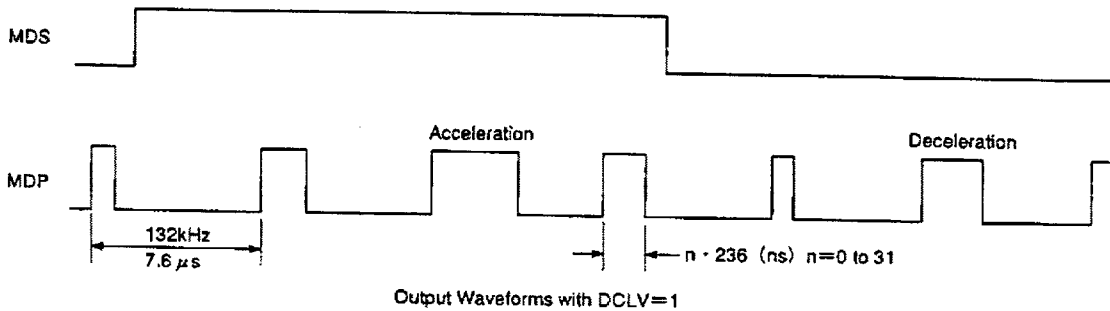 MDS
Acceleration
Deceleration
MDP
132kHz
7.6 μs
n · 236 (ns) n=0 to 31
Output Waveforms with DCLV=1